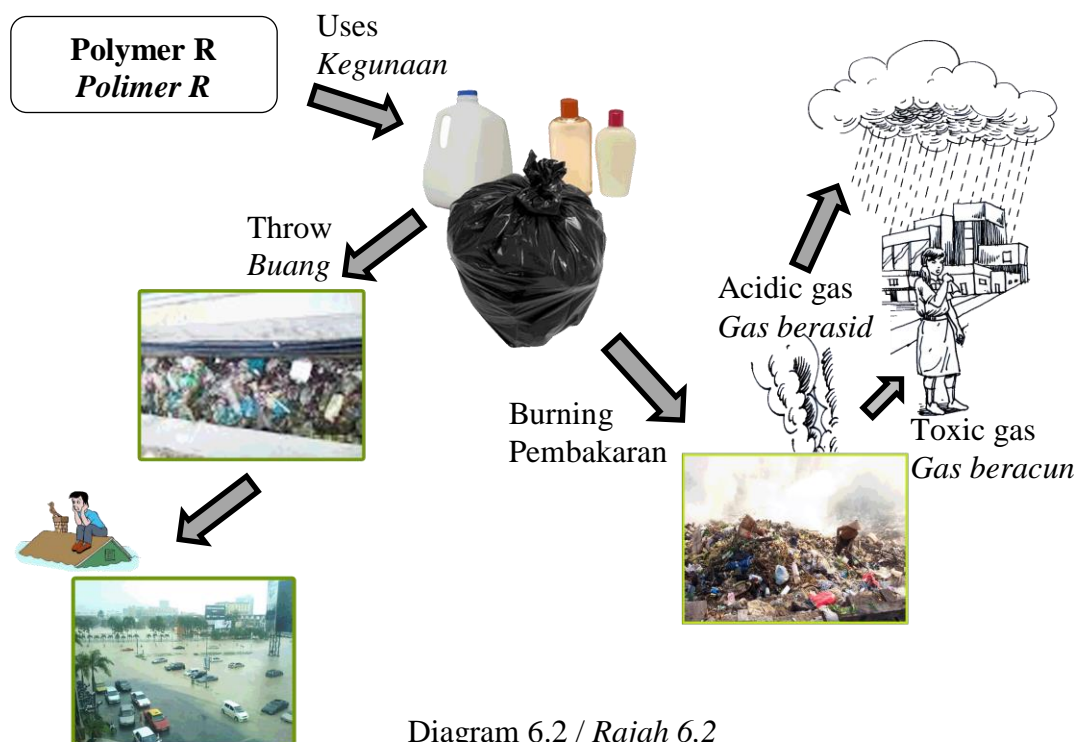 Polymer R
Polimer R
Uses
Kegunaan
Throw
Buang
Acidic gas
Gas berasid
Burning
Pembakaran
Toxic gas
Gas beracun
Diagram 6.2 / Rajah 6.2